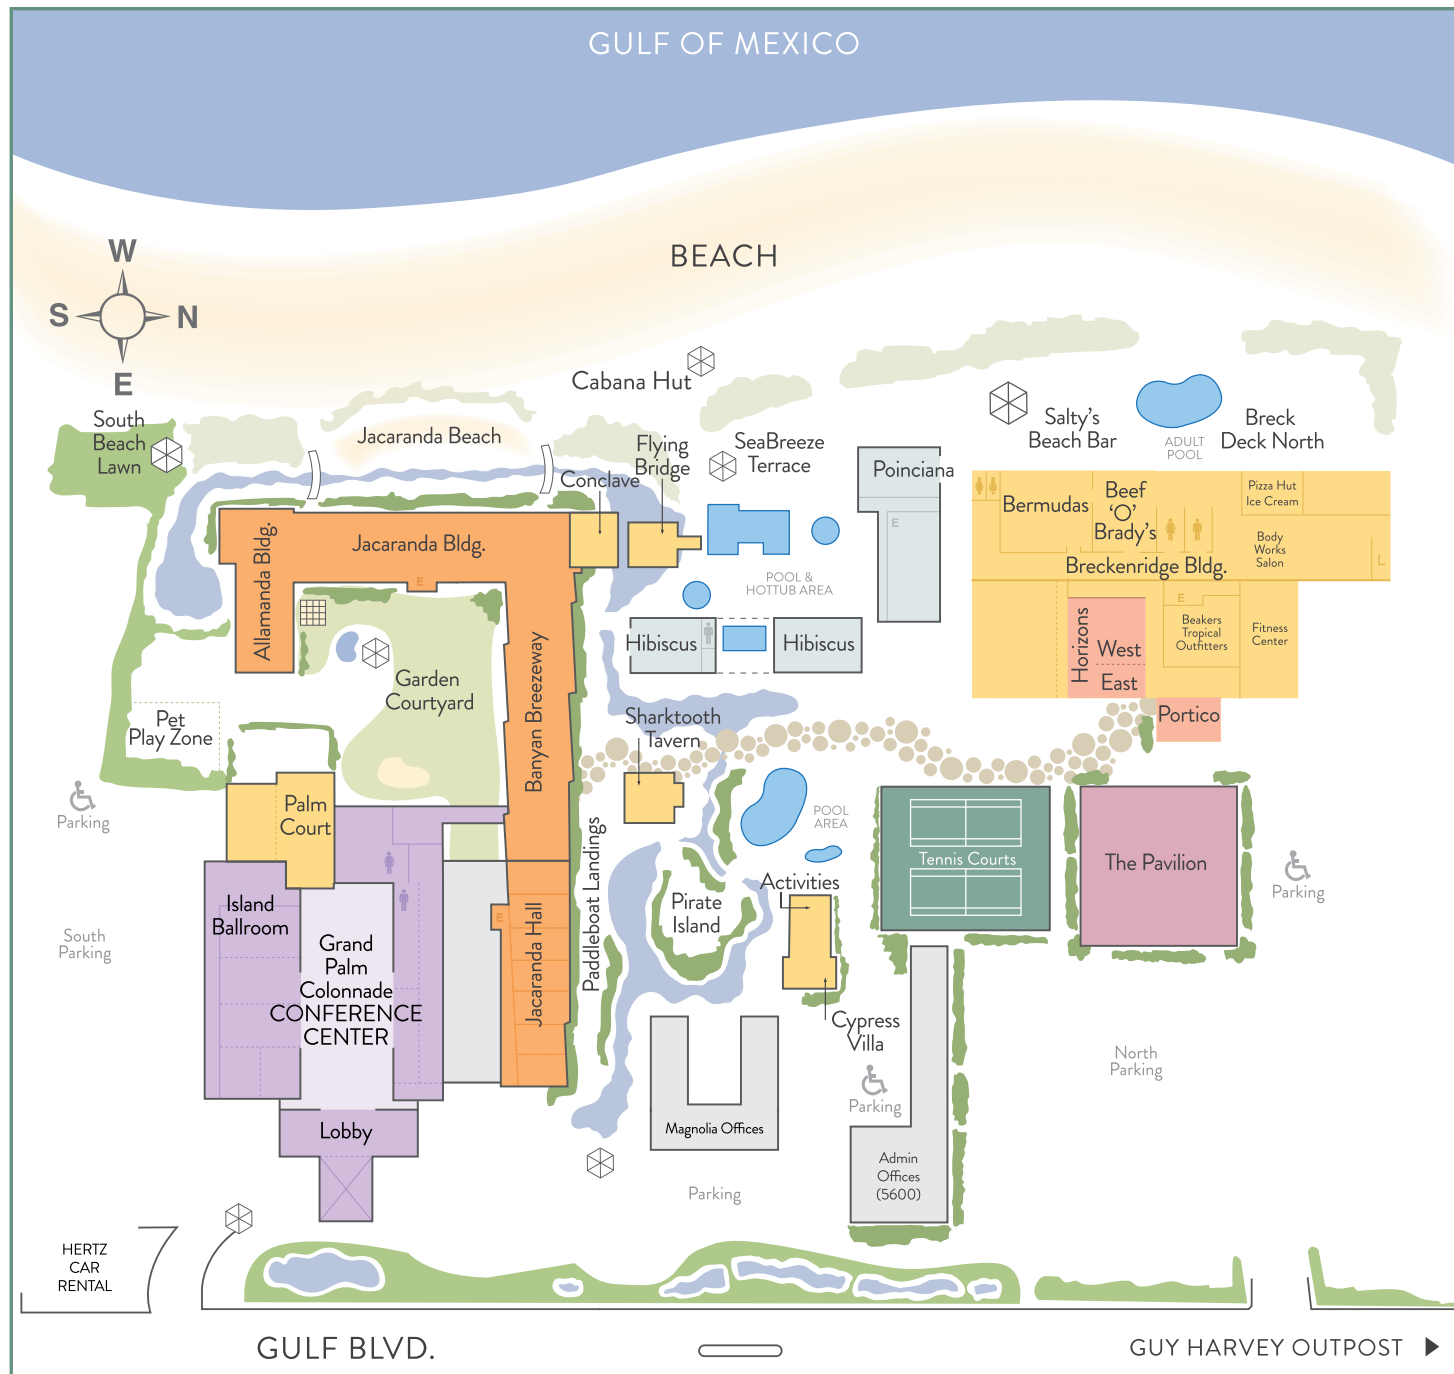 GULF OF MEXICO
BEACH
W
S
N
E
Cabana Hut
South
Beach
Lawn
Jacaranda Beach
Flying
Bridge
Conclave
SeaBreeze
Terrace
Poinciana
E
Salty's
Beach Bar
ADULT
POOL
Breck
Deck North
Bermudas
Beef
'O'
Brady's
Pizza Hut
Ice Cream
Body
Works
Salon
L
Breckenridge Bldg.
Allamanda Bldg.
Jacaranda Bldg.
E
POOL &
HOTTUB AREA
Hibiscus
Hibiscus
Horizons
West
East
E
Beakers
Tropical
Outfitters
Fitness
Center
Portico
Garden
Courtyard
Banyan Breezeway
Pet
Play Zone
Sharktooth
Tavern
Parking
Palm
Court
POOL
AREA
Tennis Courts
The Pavilion
Parking
Paddleboat Landings
Activities
Pirate
Island
Island
Ballroom
E
Jacaranda Hall
South
Parking
Grand
Palm
Colonnade
CONFERENCE
CENTER
Cypress
Villa
North
Parking
Parking
Lobby
Magnolia Offices
Admin
Offices
(5600)
Parking
HERTZ
CAR
RENTAL
GULF BLVD.
GUY HARVEY OUTPOST